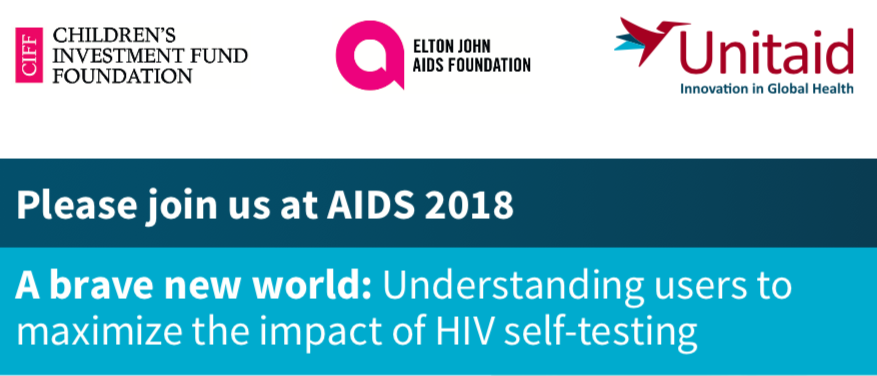 CIFF
CHILDREN'S
INVESTMENT FUND
FOUNDATION
ELTON JOHN
AIDS FOUNDATION
Unitaid
Innovation in Global Health
Please join us at AIDS 2018
A brave new world: Understanding users to
maximize the impact of HIV self-testing